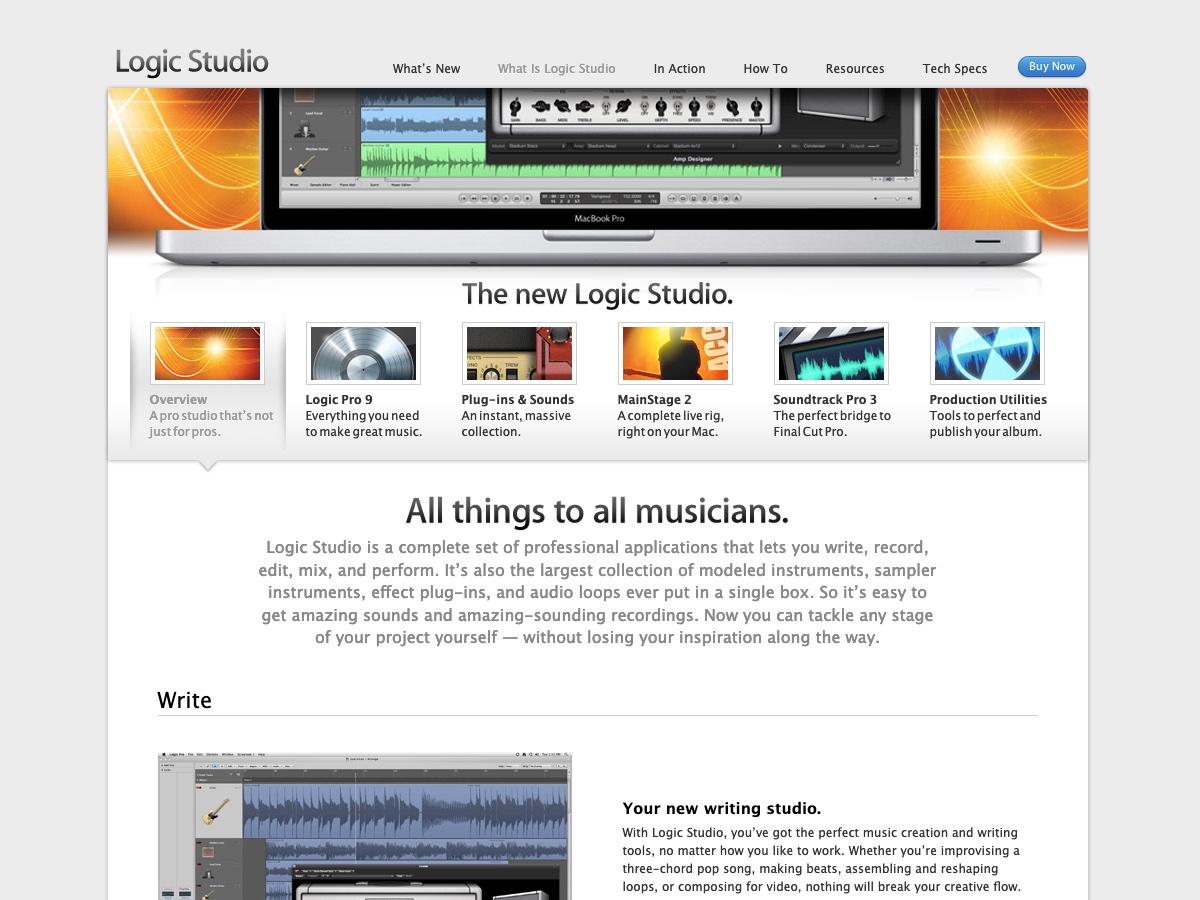 Logic Studio
What's New
What Is Logic Studio
In Action
How To
Resources
Tech Specs
Buy Now
Amp Designer
MacBook Pro
The new Logic Studio.
Overview
A pro studio that's not
just for pros.
Logic Pro 9
Everything you need
to make great music.
Plug-ins & Sounds
An instant, massive
collection.
MainStage 2
A complete live rig,
right on your Mac.
Soundtrack Pro 3
The perfect bridge to
Final Cut Pro.
Production Utilities
Tools to perfect and
publish your album.
All things to all musicians.
Logic Studio is a complete set of professional applications that lets you write, record,
edit, mix, and perform. It's also the largest collection of modeled instruments, sampler
instruments, effect plug-ins, and audio loops ever put in a single box. So it's easy to
get amazing sounds and amazing-sounding recordings. Now you can tackle any stage
of your project yourself — without losing your inspiration along the way.
Write
Your new writing studio.
With Logic Studio, you've got the perfect music creation and writing
tools, no matter how you like to work. Whether you're improvising a
three-chord pop song, making beats, assembling and reshaping
loops, or composing for video, nothing will break your creative flow.